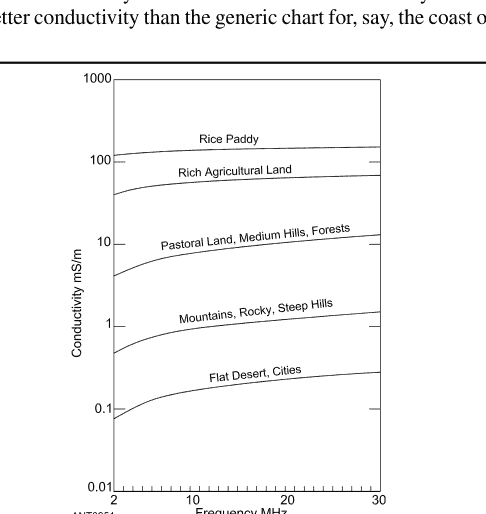 etter conductivity than the generic chart for, say, the coast o
1000
Rice Paddy
100
Rich Agricultural Land
Pastoral Land, Medium Hills, Forests
10
Conductivity mS/m
Mountains, Rocky, Steep Hills
1
Flat Desert, Cities
0.1
0.01
2 10 20 30
Frequency MHz